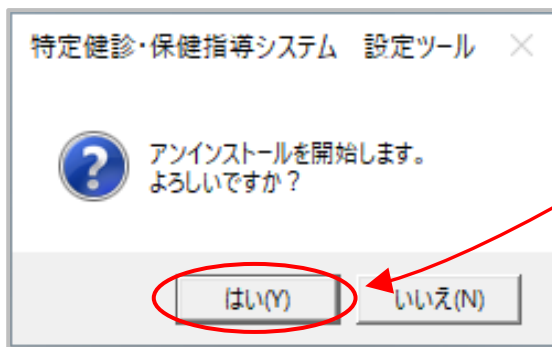 特定健診・保健指導システム　設定ツール
アンインストールを開始します。
よろしいですか？
はい(Y)
いいえ(N)